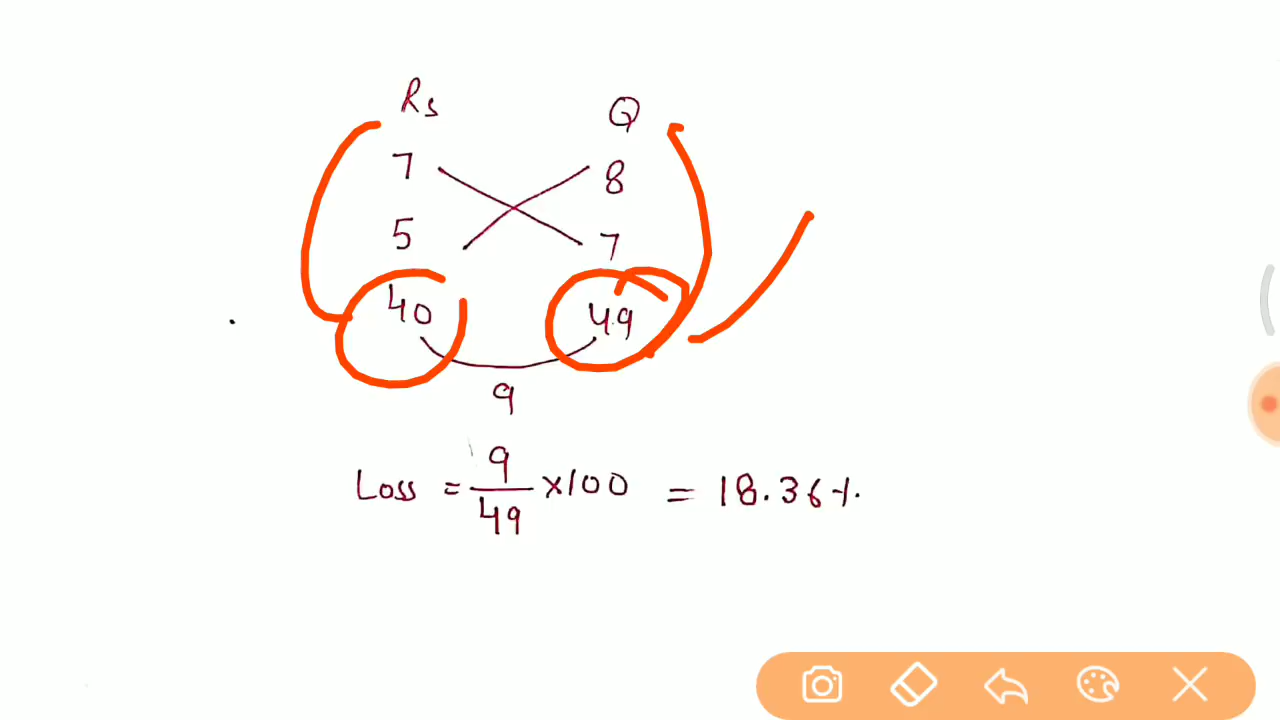 Rs Q
7 8
5 7
40 49
9
Loss = 9/49 ×100 = 18.36%